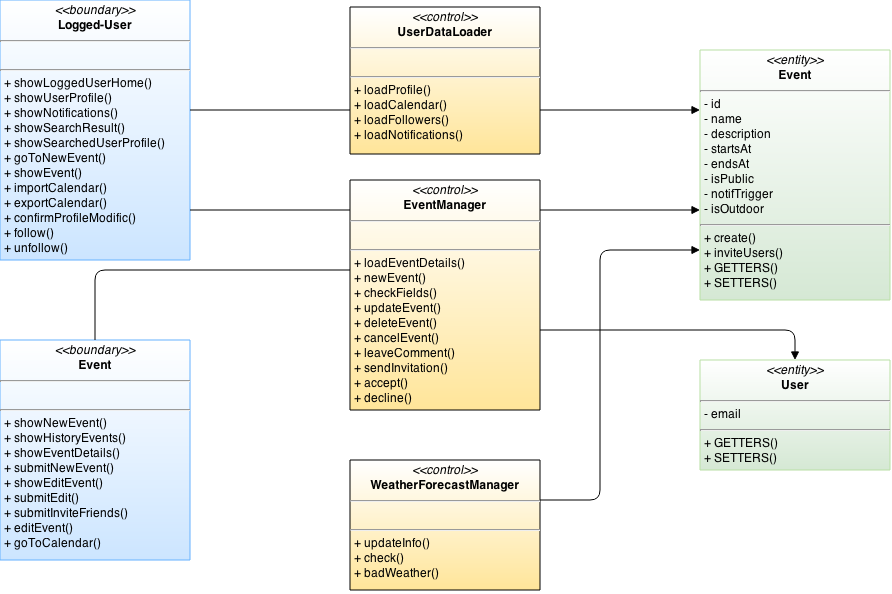 <<boundary>>
Logged-User
+ showLoggedUserHome()
+ showUserProfile()
+ showNotifications()
+ showSearchResult()
+ showSearchedUserProfile()
+ goToNewEvent()
+ showEvent()
+ importCalendar()
+ exportCalendar()
+ confirmProfileModific()
+ follow()
+ unfollow()
<<control>>
UserDataLoader
+ loadProfile()
+ loadCalendar()
+ loadFollowers()
+ loadNotifications()
<<entity>>
Event
- id
- name
- description
- startsAt
- endsAt
- isPublic
- notifTrigger
- isOutdoor
+ create()
+ inviteUsers()
+ GETTERS()
+ SETTERS()
<<control>>
EventManager
+ loadEventDetails()
+ newEvent()
+ checkFields()
+ updateEvent()
+ deleteEvent()
+ cancelEvent()
+ leaveComment()
+ sendInvitation()
+ accept()
+ decline()
<<boundary>>
Event
+ showNewEvent()
+ showHistoryEvents()
+ showEventDetails()
+ submitNewEvent()
+ showEditEvent()
+ submitEdit()
+ submitInviteFriends()
+ editEvent()
+ goToCalendar()
<<entity>>
User
- email
+ GETTERS()
+ SETTERS()
<<control>>
WeatherForecastManager
+ updateInfo()
+ check()
+ badWeather()